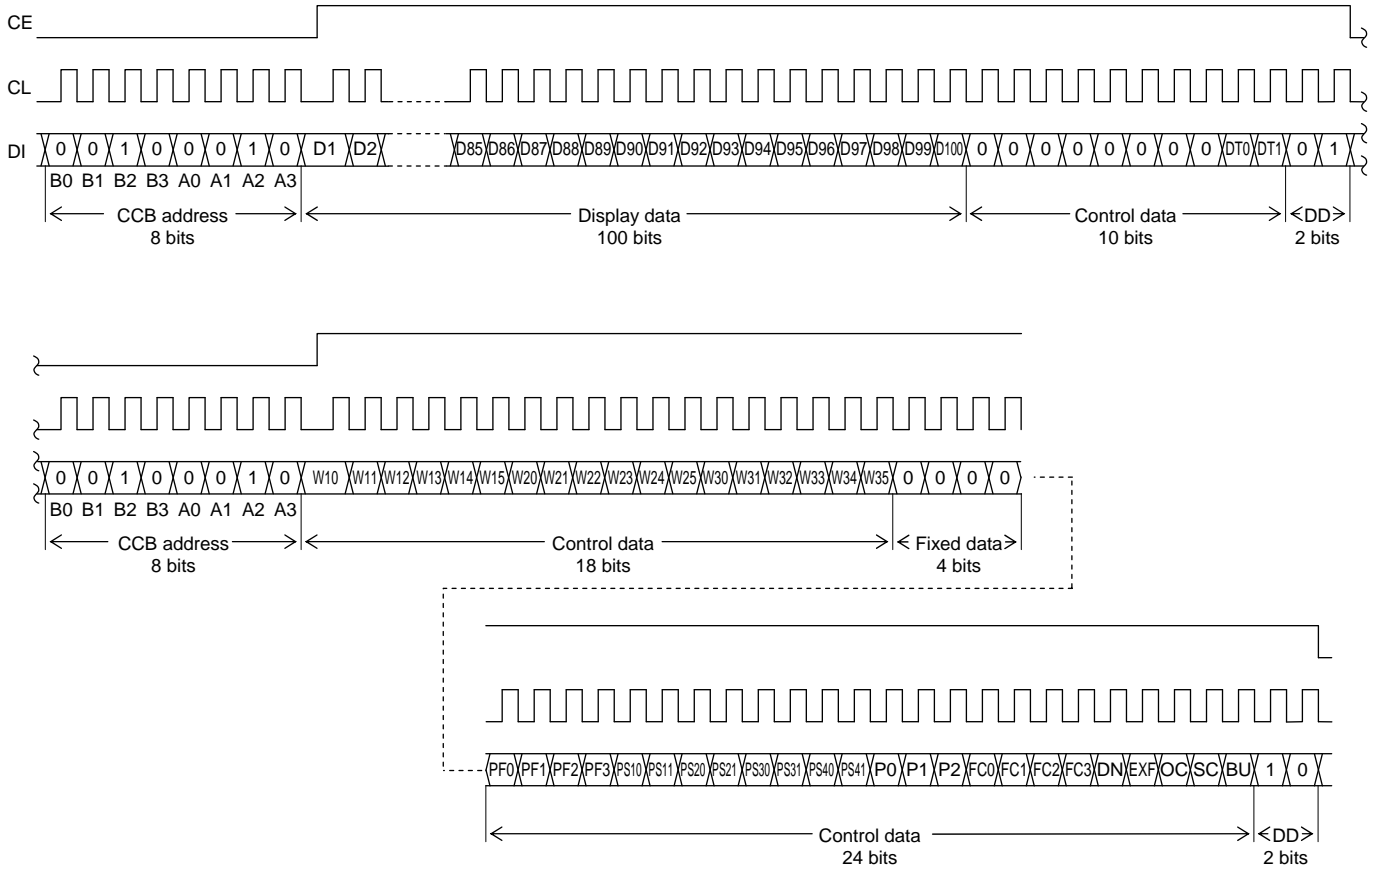 CE
CL
DI 0 0 1 0 0 0 1 0 D1 D2 D85 D86 D87 D88 D89 D90 D91 D92 D93 D94 D95 D96 D97 D98 D99 D100 0 0 0 0 0 0 0 0 DT0 DT1 0 1
B0 B1 B2 B3 A0 A1 A2 A3
CCB address Display data Control data DD
8 bits 100 bits 10 bits 2 bits
0 0 1 0 0 0 1 0 W10 W11 W12 W13 W14 W15 W20 W21 W22 W23 W24 W25 W30 W31 W32 W33 W34 W35 0 0 0 0
B0 B1 B2 B3 A0 A1 A2 A3
CCB address Control data Fixed data
8 bits 18 bits 4 bits
PF0 PF1 PF2 PF3 PS10 PS11 PS20 PS21 PS30 PS31 PS40 PS41 P0 P1 P2 FC0 FC1 FC2 FC3 DN EXF OC SC BU 1 0
Control data DD
24 bits 2 bits